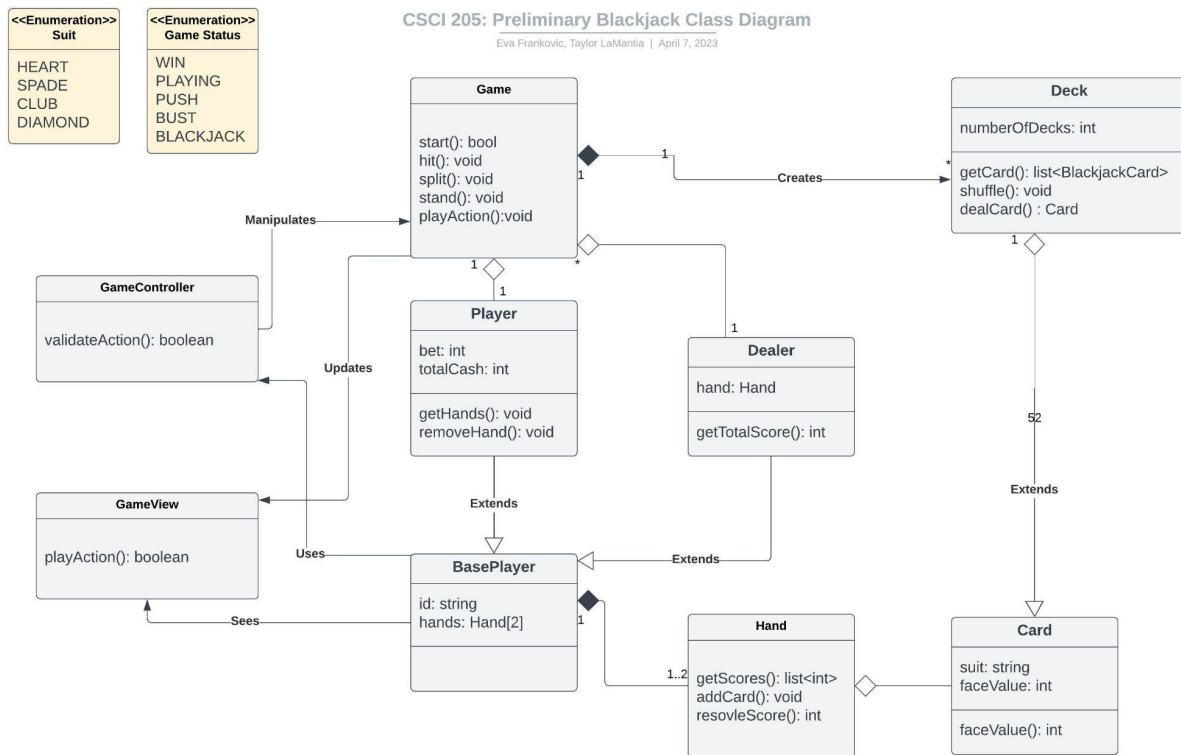 CSCI 205: Preliminary Blackjack Class Diagram
Eva Frankovic, Taylor LaMantia | April 7, 2023
<<Enumeration>>
Suit
HEART
SPADE
CLUB
DIAMOND
<<Enumeration>>
Game Status
WIN
PLAYING
PUSH
BUST
BLACKJACK
Game
start(): bool
hit(): void
split(): void
stand(): void
playAction():void
1
1
Creates
*
Deck
numberOfDecks: int
getCard(): list<BlackjackCard>
shuffle(): void
dealCard() : Card
1
Manipulates
GameController
validateAction(): boolean
1
1
*
1
Player
bet: int
totalCash: int
getHands(): void
removeHand(): void
Dealer
hand: Hand
getTotalScore(): int
Updates
52
Extends
Extends
Extends
GameView
playAction(): boolean
Uses
Sees
BasePlayer
id: string
hands: Hand[2]
1
1..2
Hand
getScores(): list<int>
addCard(): void
resovleScore(): int
Card
suit: string
faceValue: int
faceValue(): int